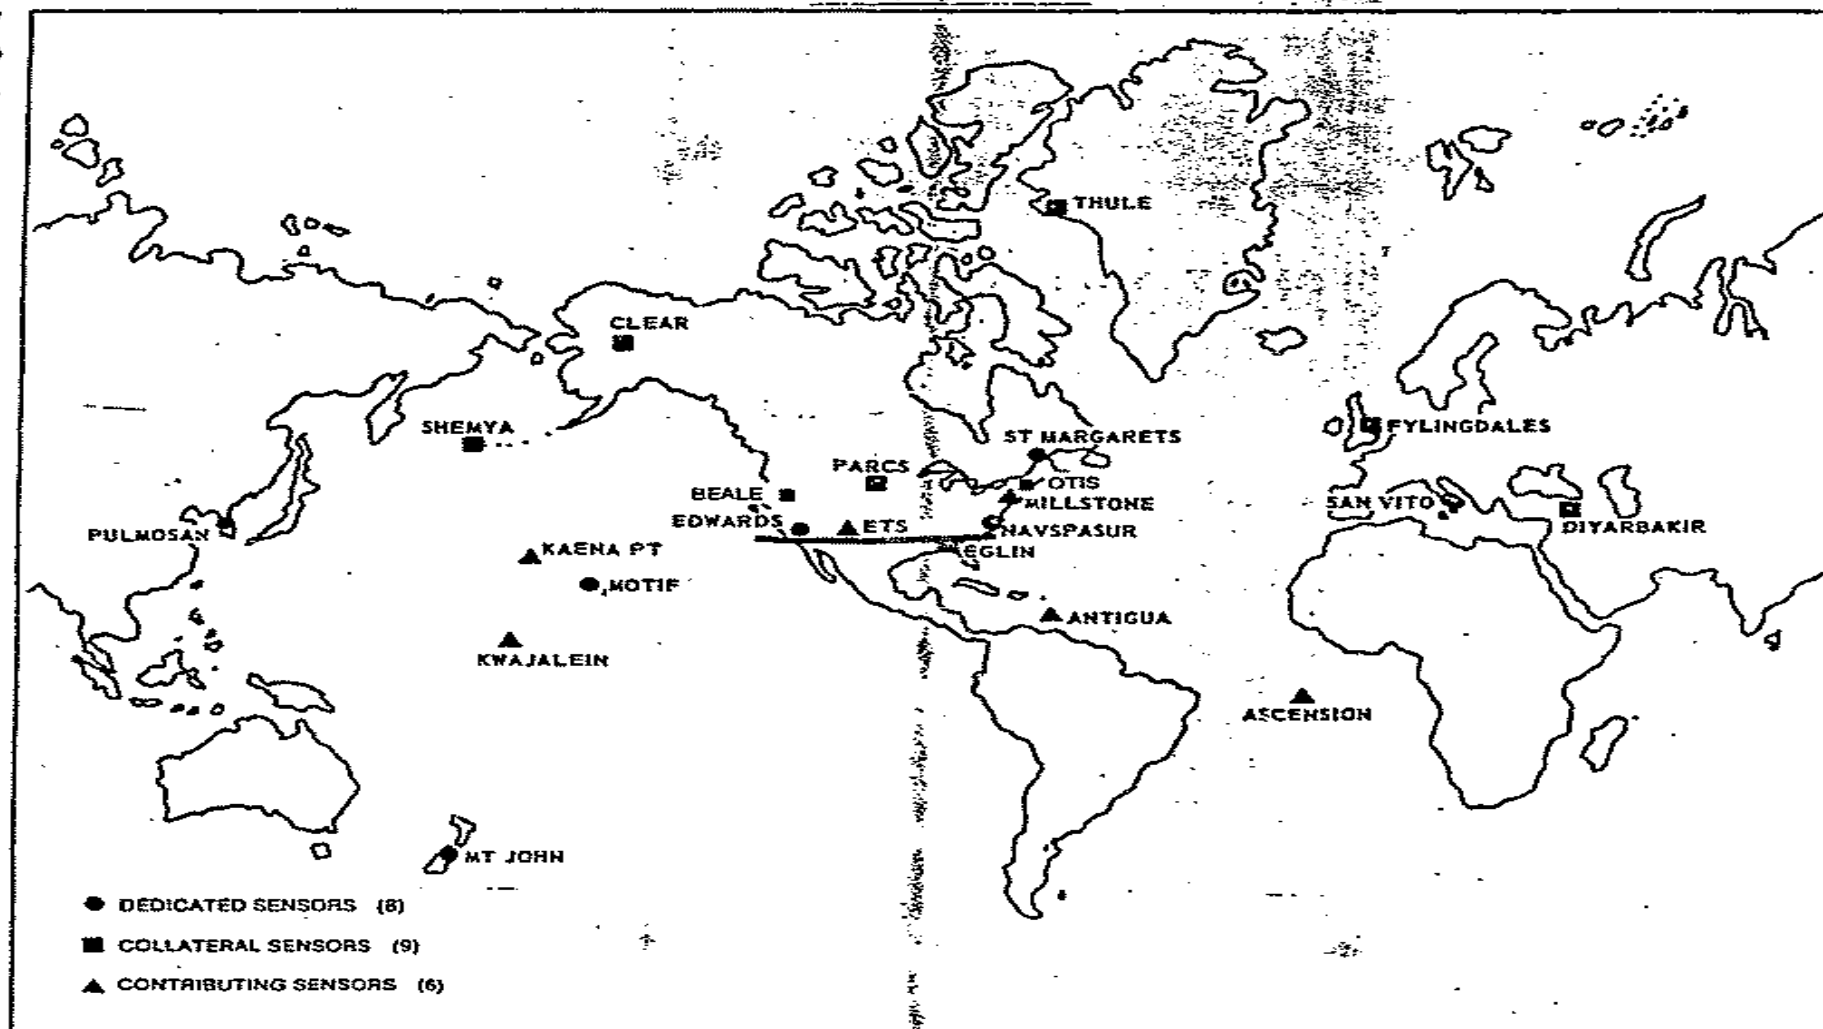 THULE
CLEAR
SHEMYA
FYLINGDALES
ST MARGARETS
PARCS
OTIS
BEALE
MILLSTONE
SAN VITO
EDWARDS
ETS
NAVSPASUR
DIYARBAKIR
PULMOSAN
KAENA PT
EGLIN
MOTIF
ANTIGUA
KWAJALEIN
ASCENSION
MT JOHN
DEDICATED SENSORS (8)
COLLATERAL SENSORS (9)
CONTRIBUTING SENSORS (6)